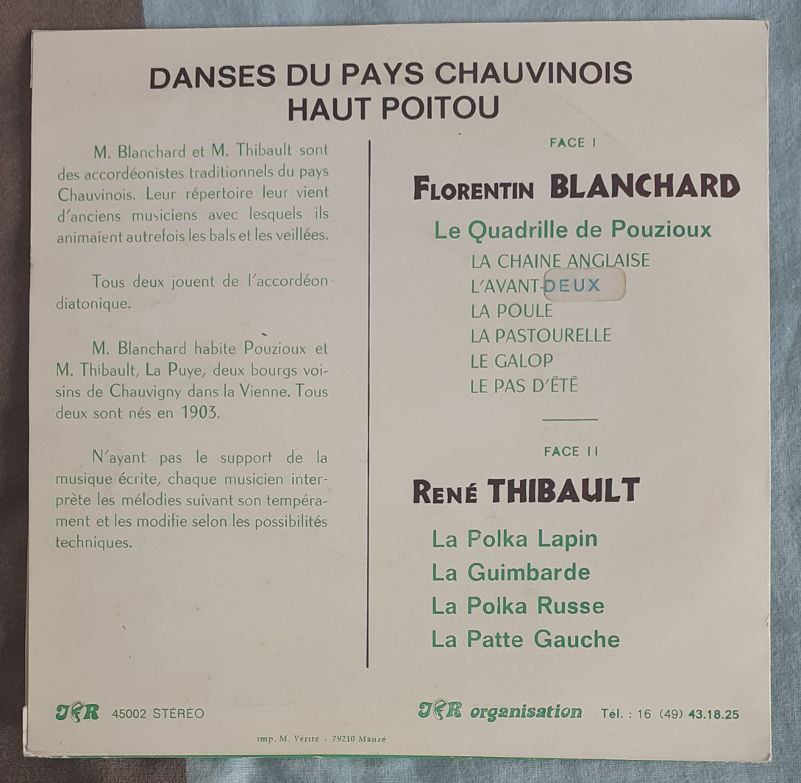 DANSES DU PAYS CHAUVINOIS
HAUT POITOU
M. Blanchard et M. Thibault sont
des accordéonistes traditionnels du pays
Chauvinois. Leur répertoire leur vient
d'anciens musiciens avec lesquels ils
animaient autrefois les bals et les veillées.
Tous deux jouent de l'accordéon
diatonique.
M. Blanchard habite Pouzioux et
M. Thibault, La Puye, deux bourgs voi-
sins de Chauvigny dans la Vienne. Tous
deux sont nés en 1903.
N'ayant pas le support de la
musique écrite, chaque musicien inter-
prète les mélodies suivant son tempéra-
ment et les modifie selon les possibilités
techniques.
FACE I
FLORENTIN BLANCHARD
Le Quadrille de Pouzioux
LA CHAINE ANGLAISE
L'AVANT-DEUX
LA POULE
LA PASTOURELLE
LE GALOP
LE PAS D'ÉTÉ
FACE II
RENÉ THIBAULT
La Polka Lapin
La Guimbarde
La Polka Russe
La Patte Gauche
45002 STÉRÉO
organisation Tél. : 16 (49) 43.18.25
imp. M. Vérité - 79210 Mauzé